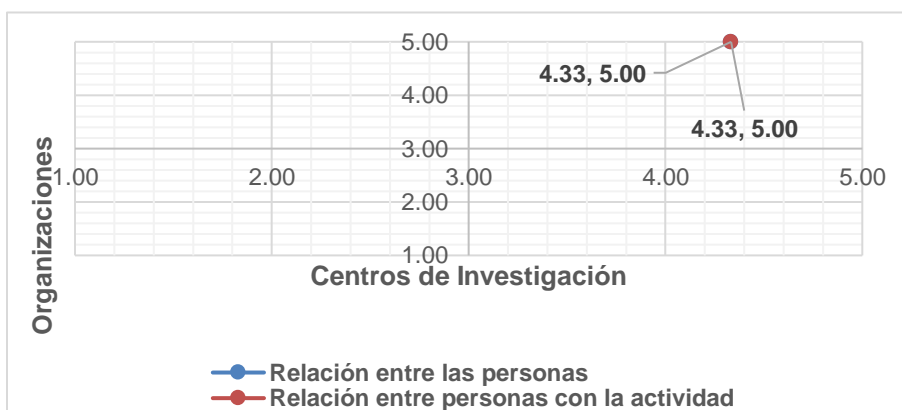 5.00
4.33, 5.00
4.00
4.33, 5.00
3.00
1.00 2.00 3.00 4.00 5.00
2.00
1.00
Organizaciones
Centros de Investigación
Relación entre las personas
Relación entre personas con la actividad